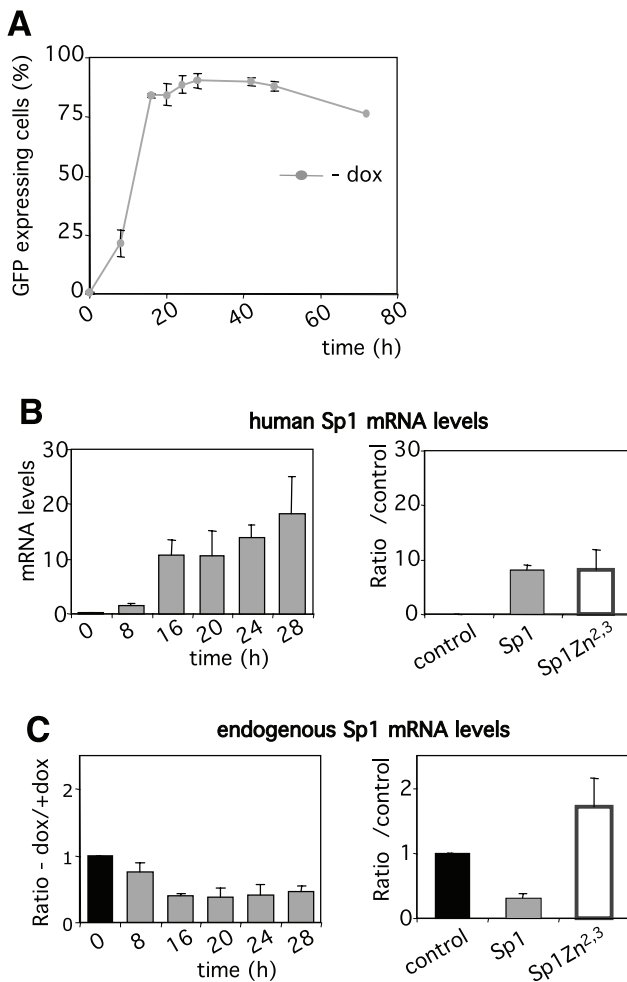 A
GFP expressing cells (%)
100
75
50
25
0
- dox
0 20 40 60 80
time (h)
B
human Sp1 mRNA levels
mRNA levels
30
20
10
0
0 8 16 20 24 28
time (h)
Ratio /control
30
20
10
0
control Sp1 Sp1Zn2,3
C
endogenous Sp1 mRNA levels
Ratio - dox/+dox
2
1
0
0 8 16 20 24 28
time (h)
Ratio /control
2
1
0
control Sp1 Sp1Zn2,3